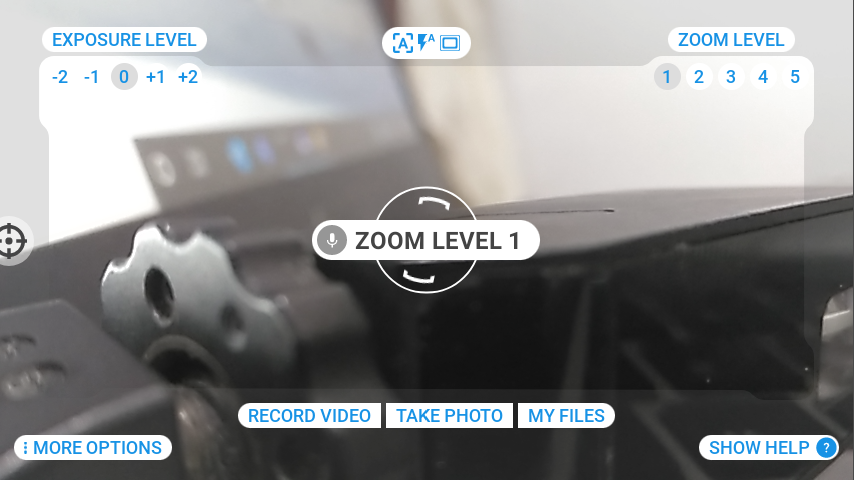 EXPOSURE LEVEL
-2 -1 0 +1 +2
A A
ZOOM LEVEL
1 2 3 4 5
ZOOM LEVEL 1
RECORD VIDEO TAKE PHOTO MY FILES
MORE OPTIONS
SHOW HELP ?